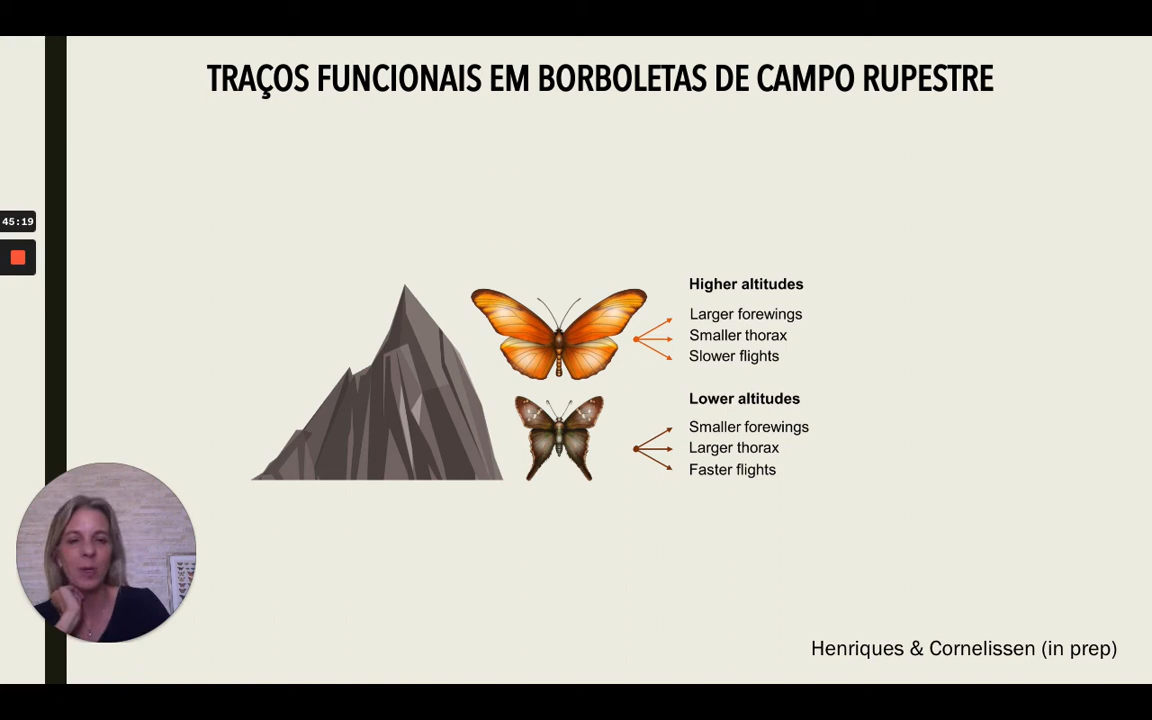 TRAÇOS FUNCIONAIS EM BORBOLETAS DE CAMPO RUPESTRE
45:19
Higher altitudes
Larger forewings
Smaller thorax
Slower flights
Lower altitudes
Smaller forewings
Larger thorax
Faster flights
Henriques & Cornelissen (in prep)